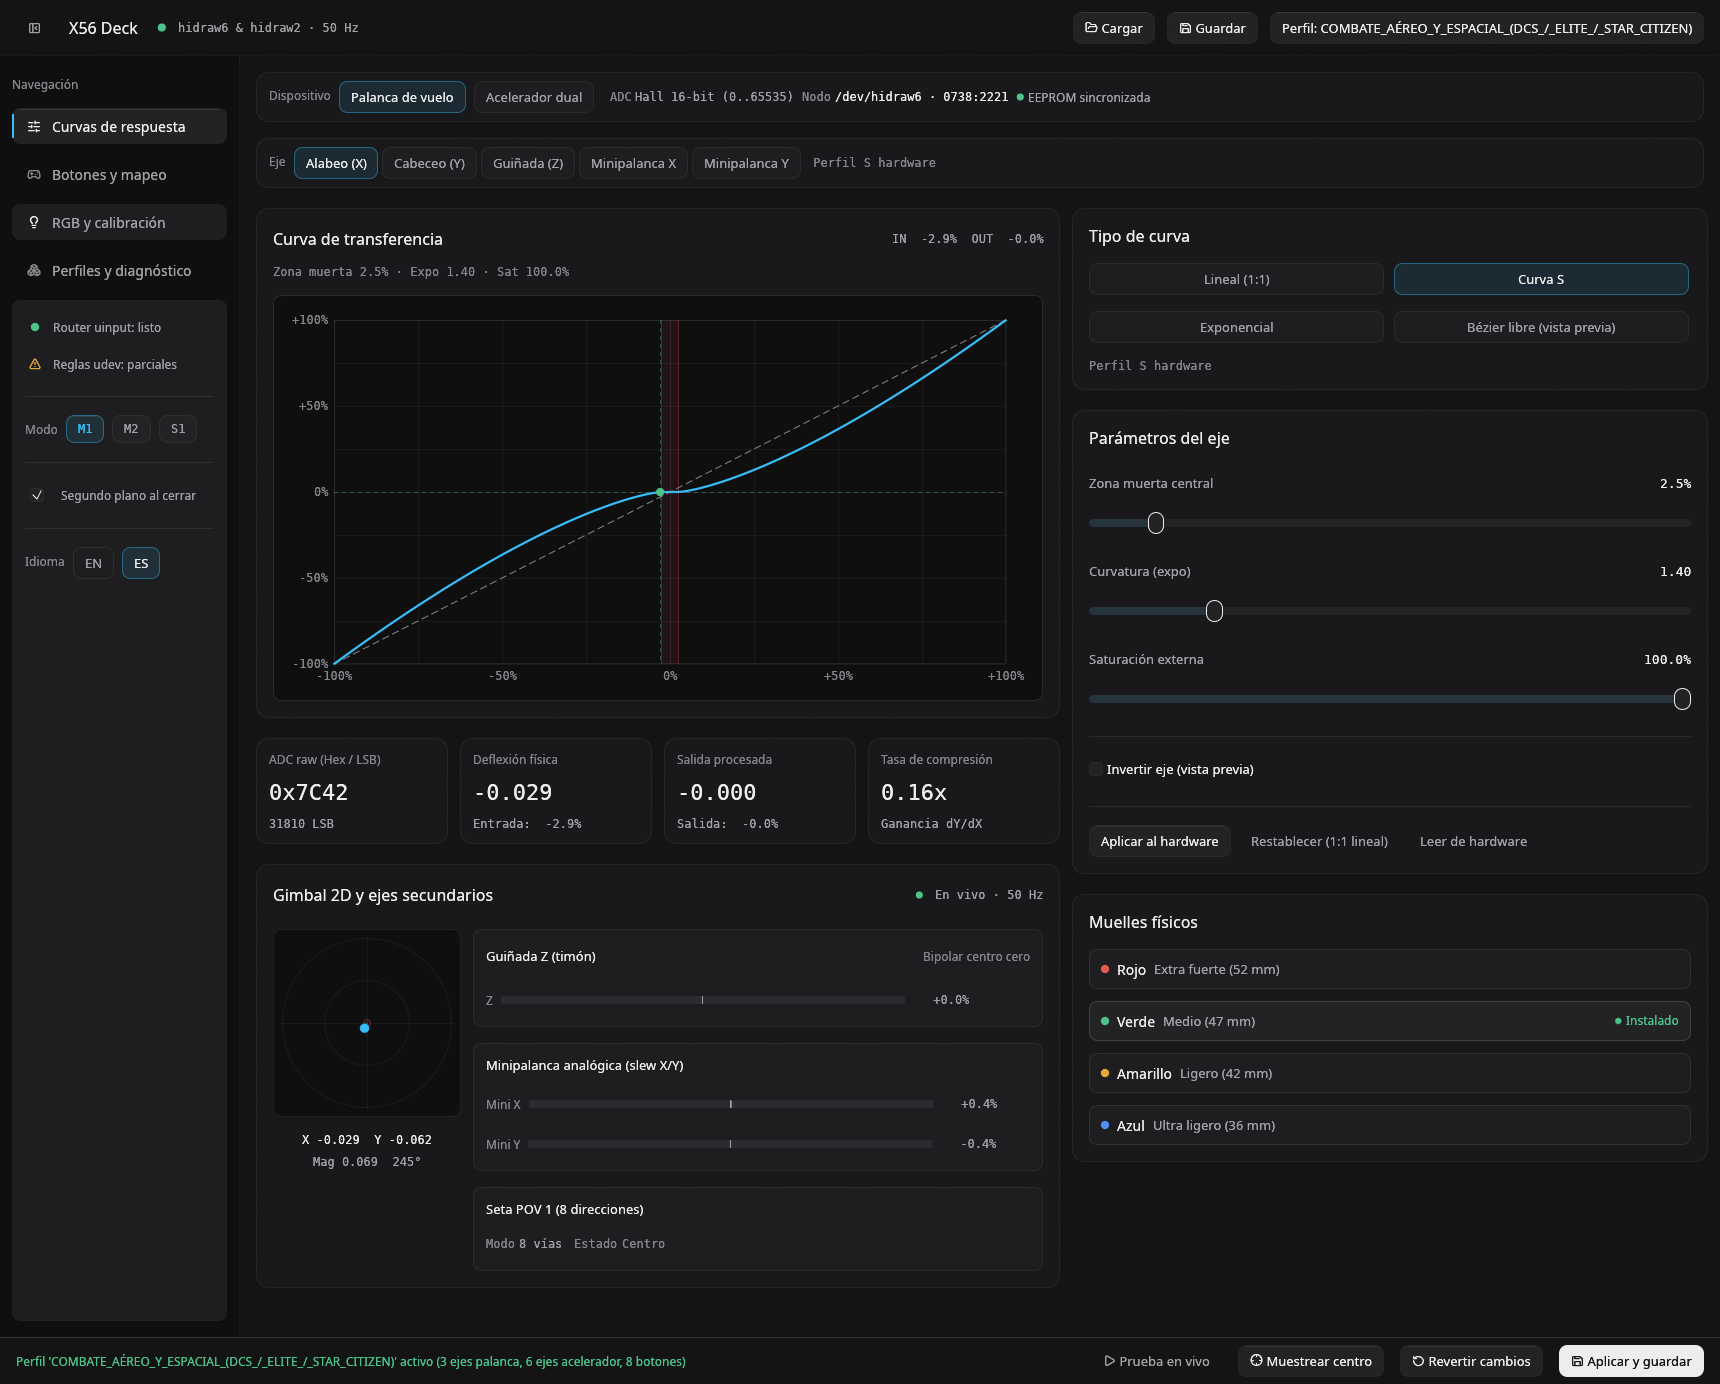 X56 Deck
hidraw6 & hidraw2 · 50 Hz
Cargar
Guardar
Perfil: COMBATE_AÉREO_Y_ESPACIAL_(DCS_/_ELITE_/_STAR_CITIZEN)
Navegación
Curvas de respuesta
Botones y mapeo
RGB y calibración
Perfiles y diagnóstico
Router uinput: listo
Reglas udev: parciales
Modo M1 M2 S1
Segundo plano al cerrar
Idioma EN ES
Dispositivo Palanca de vuelo Acelerador dual ADC Hall 16-bit (0..65535) Nodo /dev/hidraw6 · 0738:2221 EEPROM sincronizada
Eje Alabeo (X) Cabeceo (Y) Guiñada (Z) Minipalanca X Minipalanca Y Perfil S hardware
Curva de transferencia
IN -2.9% OUT -0.0%
Zona muerta 2.5% · Expo 1.40 · Sat 100.0%
+100%
+50%
0%
-50%
-100%
-100% -50% 0% +50% +100%
ADC raw (Hex / LSB)
0x7C42
31810 LSB
Deflexión física
-0.029
Entrada: -2.9%
Salida procesada
-0.000
Salida: -0.0%
Tasa de compresión
0.16x
Ganancia dY/dX
Gimbal 2D y ejes secundarios
En vivo · 50 Hz
X -0.029 Y -0.062
Mag 0.069 245°
Guiñada Z (timón)
Bipolar centro cero
Z +0.0%
Minipalanca analógica (slew X/Y)
Mini X +0.4%
Mini Y -0.4%
Seta POV 1 (8 direcciones)
Modo 8 vías Estado Centro
Tipo de curva
Lineal (1:1) Curva S
Exponencial Bézier libre (vista previa)
Perfil S hardware
Parámetros del eje
Zona muerta central 2.5%
Curvatura (expo) 1.40
Saturación externa 100.0%
Invertir eje (vista previa)
Aplicar al hardware Restablecer (1:1 lineal) Leer de hardware
Muelles físicos
Rojo Extra fuerte (52 mm)
Verde Medio (47 mm) Instalado
Amarillo Ligero (42 mm)
Azul Ultra ligero (36 mm)
Perfil 'COMBATE_AÉREO_Y_ESPACIAL_(DCS_/_ELITE_/_STAR_CITIZEN)' activo (3 ejes palanca, 6 ejes acelerador, 8 botones)
Prueba en vivo
Muestrear centro
Revertir cambios
Aplicar y guardar